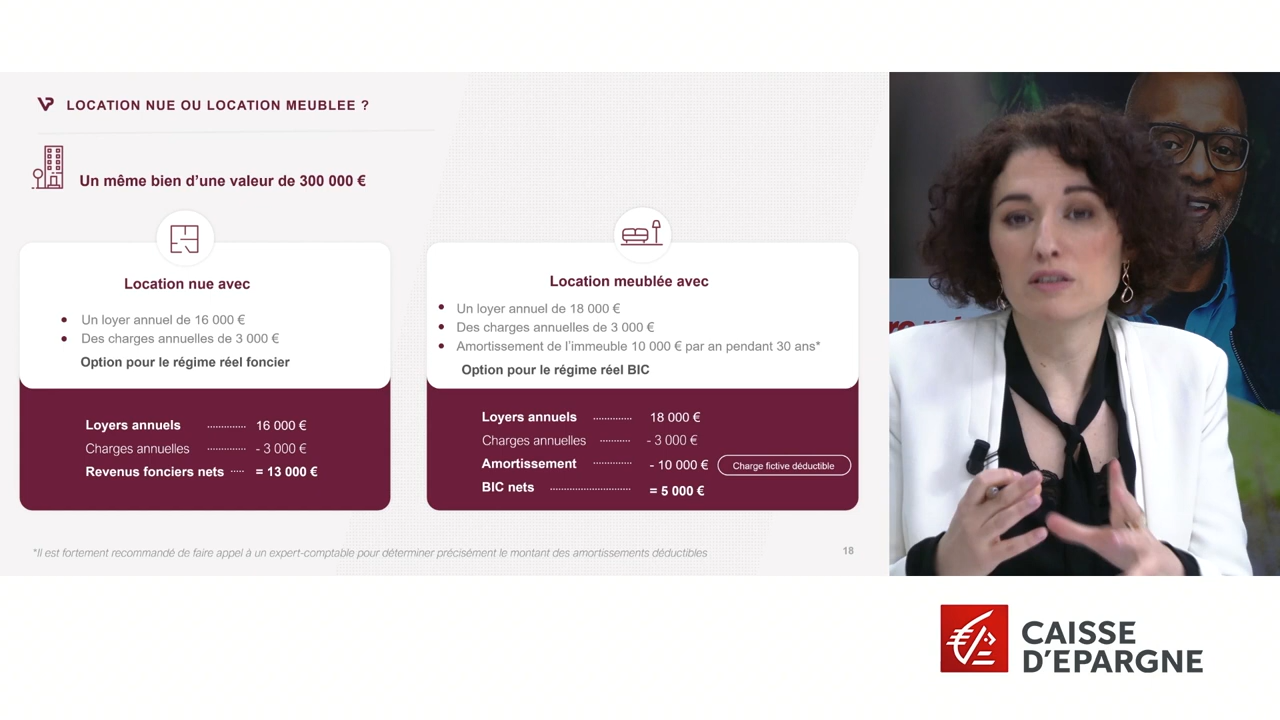 LOCATION NUE OU LOCATION MEUBLEE ?
Un même bien d'une valeur de 300 000 €
Location nue avec
Un loyer annuel de 16 000 €
Des charges annuelles de 3 000 €
Option pour le régime réel foncier
Loyers annuels ............. 16 000 €
Charges annuelles ............. - 3 000 €
Revenus fonciers nets ..... = 13 000 €
Location meublée avec
Un loyer annuel de 18 000 €
Des charges annuelles de 3 000 €
Amortissement de l'immeuble 10 000 € par an pendant 30 ans*
Option pour le régime réel BIC
Loyers annuels ............. 18 000 €
Charges annuelles .......... - 3 000 €
Amortissement ............. - 10 000 € Charge fictive déductible
BIC nets ........................... = 5 000 €
*Il est fortement recommandé de faire appel à un expert-comptable pour déterminer précisément le montant des amortissements déductibles
18
CAISSE
D'EPARGNE